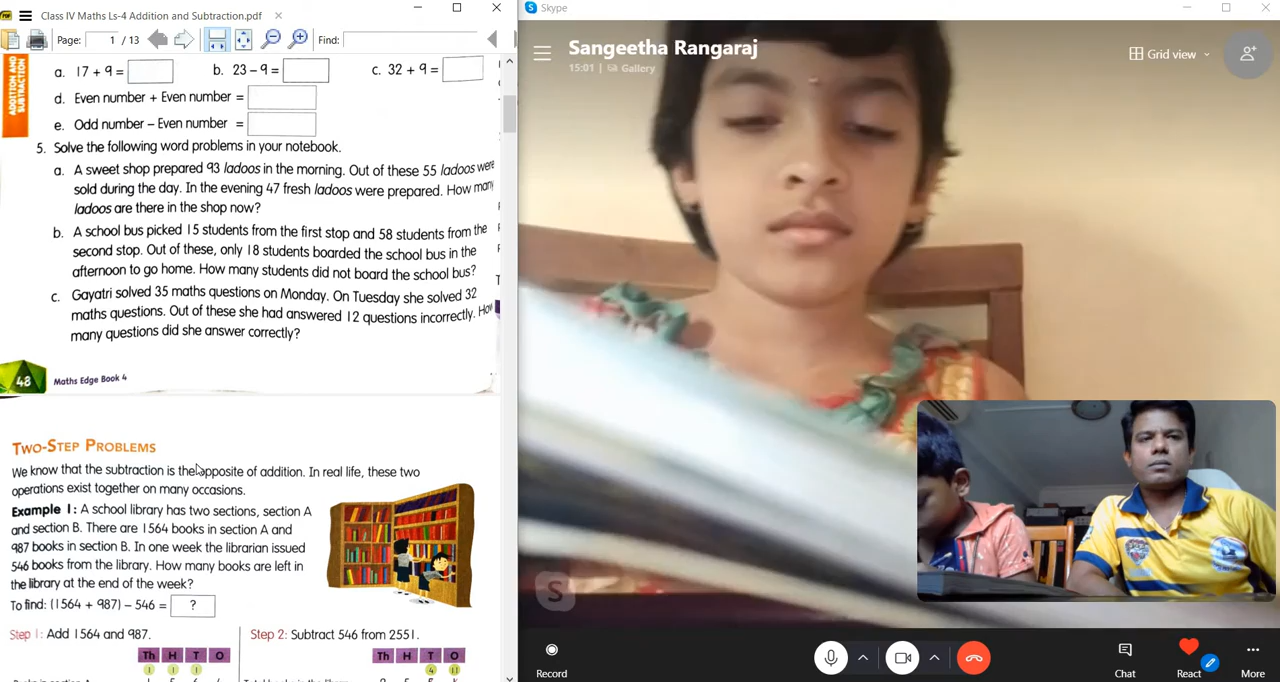 Class IV Maths Ls-4 Addition and Subtraction.pdf
Page: 1 / 13 Find:
ADDITION AND
SUBTRACTION
a. 17 + 9 = b. 23 – 9 = c. 32 + 9 =
d. Even number + Even number =
e. Odd number – Even number =
5. Solve the following word problems in your notebook.
a. A sweet shop prepared 93 ladoos in the morning. Out of these 55 ladoos were
sold during the day. In the evening 47 fresh ladoos were prepared. How many
ladoos are there in the shop now?
b. A school bus picked 15 students from the first stop and 58 students from the
second stop. Out of these, only 18 students boarded the school bus in the
afternoon to go home. How many students did not board the school bus?
c. Gayatri solved 35 maths questions on Monday. On Tuesday she solved 32
maths questions. Out of these she had answered 12 questions incorrectly. How
many questions did she answer correctly?
48 Maths Edge Book 4
TWO-STEP PROBLEMS
We know that the subtraction is the opposite of addition. In real life, these two
operations exist together on many occasions.
Example 1: A school library has two sections, section A
and section B. There are 1564 books in section A and
987 books in section B. In one week the librarian issued
546 books from the library. How many books are left in
the library at the end of the week?
To find: (1564 + 987) – 546 = ?
Step 1: Add 1564 and 987.
Step 2: Subtract 546 from 2551.
Th H T O
1 1 1
Th H T O
4 11
Skype
Sangeetha Rangaraj
15:01 | Gallery
Grid view
Record
Chat
React
More